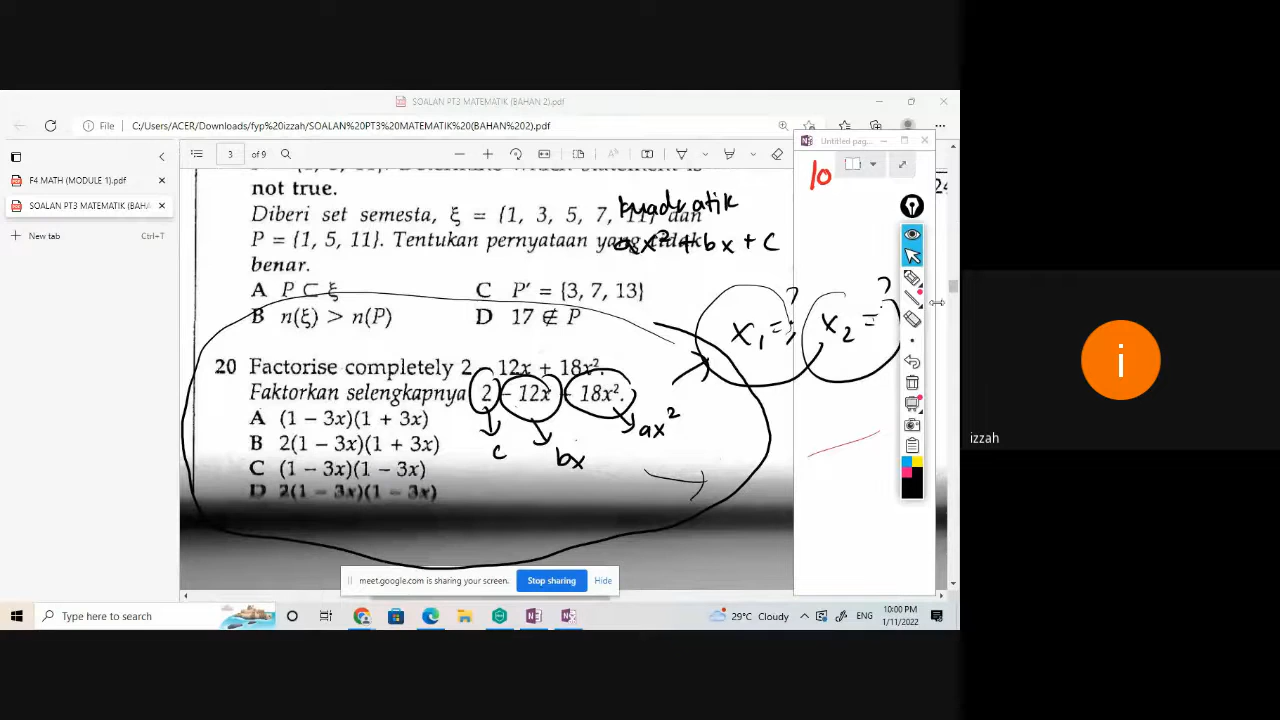 SOALAN PT3 MATEMATIK (BAHAN 2).pdf
File C:/Users/ACER/Downloads/fyp%20izzah/SOALAN%20PT3%20MATEMATIK%20(BAHAN%202).pdf
3 of 9
Untitled pag...
F4 MATH (MODULE 1).pdf
SOALAN PT3 MATEMATIK (BAHA
New tab Ctrl+T
10
not true.
kuadratik
Diberi set semesta, ξ = {1, 3, 5, 7, 11} dan
P = {1, 5, 11}. Tentukan pernyataan yang tidak
ax² + bx + c
benar.
A P ⊂ ξ C P′ = {3, 7, 13}
B n(ξ) > n(P) D 17 ∉ P
x₁ = ? x₂ = ?
20 Factorise completely 2 – 12x + 18x².
Faktorkan selengkapnya 2 – 12x + 18x².
A (1 – 3x)(1 + 3x)
B 2(1 – 3x)(1 + 3x)
C (1 – 3x)(1 – 3x)
D 2(1 – 3x)(1 – 3x)
c bx ax²
i
izzah
meet.google.com is sharing your screen. Stop sharing Hide
Type here to search
29°C Cloudy ENG 10:00 PM
1/11/2022